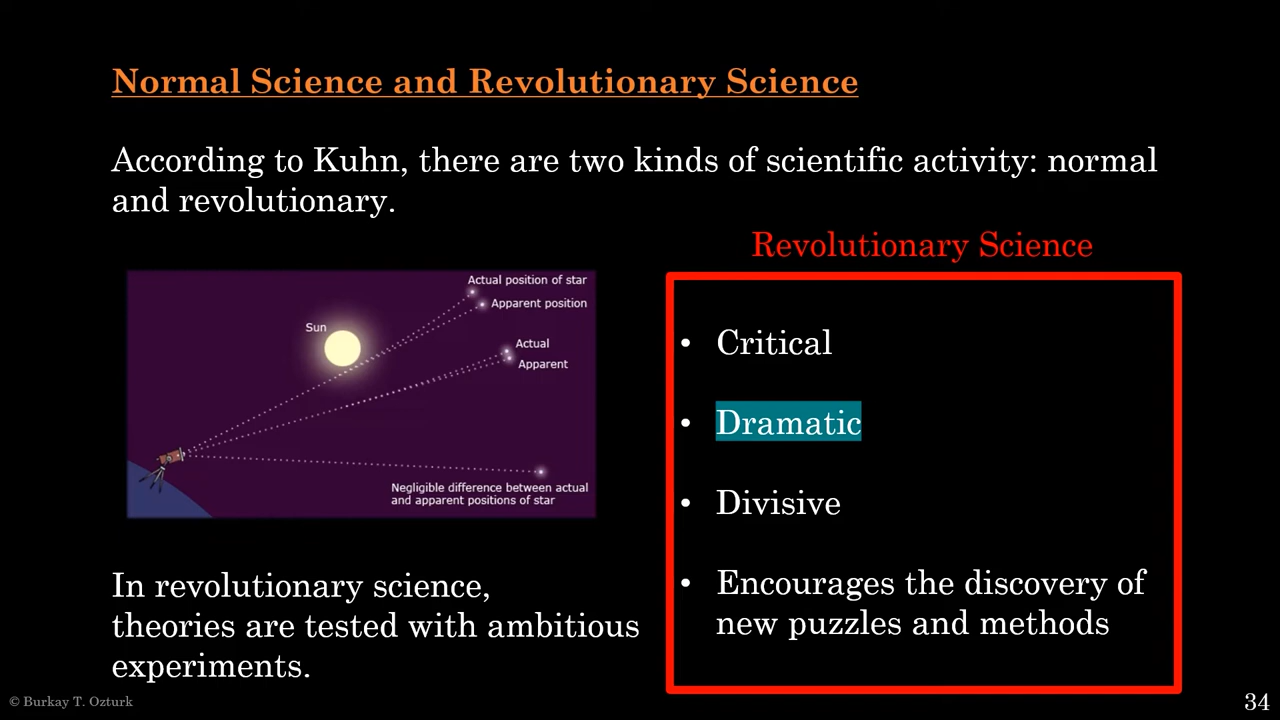 Normal Science and Revolutionary Science
According to Kuhn, there are two kinds of scientific activity: normal
and revolutionary.
Revolutionary Science
Actual position of star
Apparent position
Sun
Actual
Apparent
Negligible difference between actual
and apparent positions of star
• Critical
• Dramatic
• Divisive
• Encourages the discovery of
new puzzles and methods
In revolutionary science,
theories are tested with ambitious
experiments.
© Burkay T. Ozturk
34